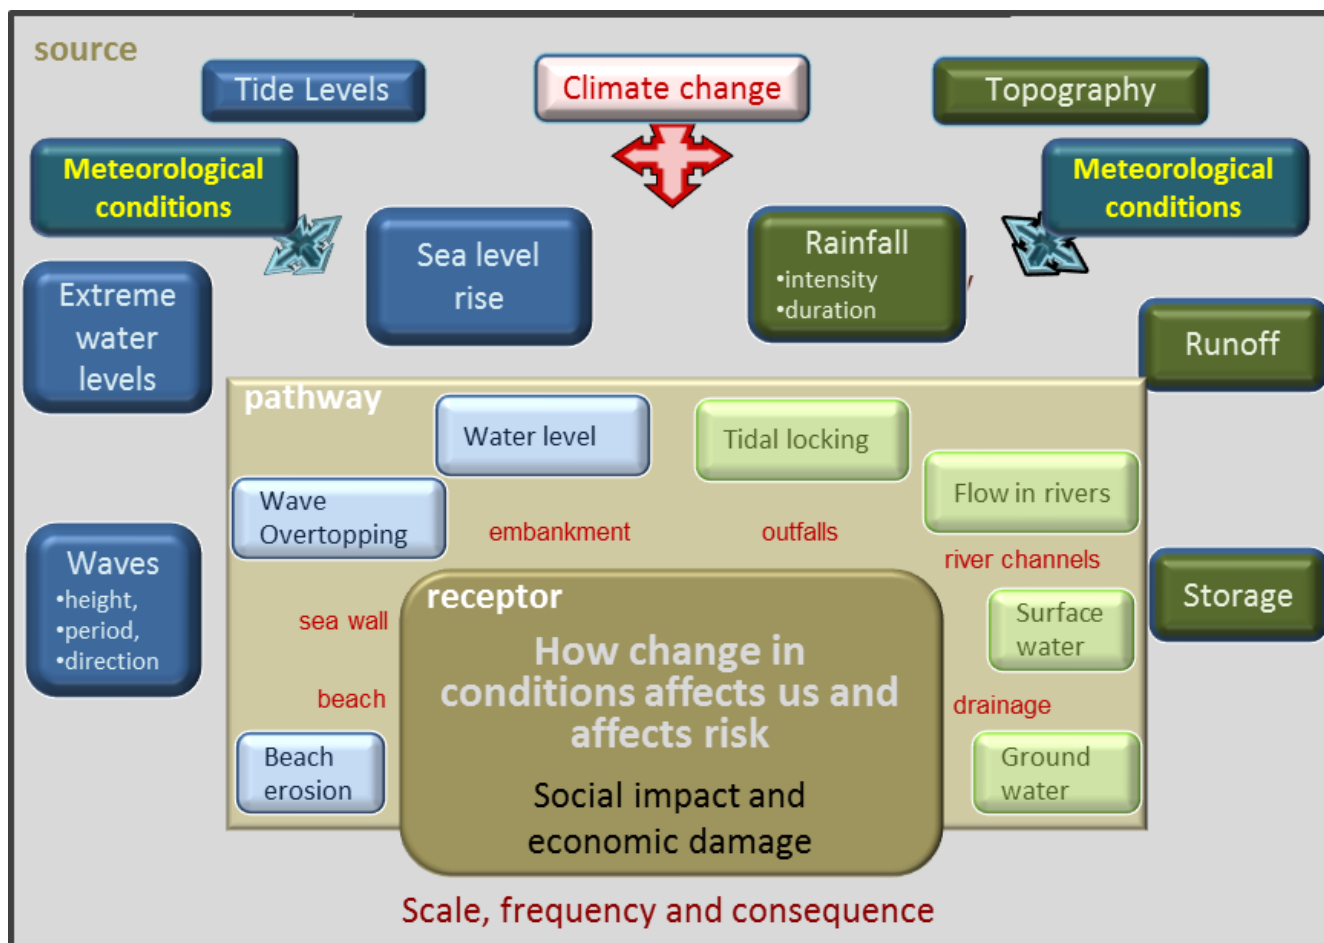 source
Tide Levels
Climate change
Topography
Meteorological
conditions
Meteorological
conditions
Sea level
rise
Rainfall
•intensity
•duration
Extreme
water
levels
Runoff
pathway
Water level
Tidal locking
Wave
Overtopping
Flow in rivers
embankment
outfalls
river channels
Waves
•height,
•period,
•direction
Storage
receptor
sea wall
Surface
water
How change in
conditions affects us and
affects risk
beach
drainage
Beach
erosion
Ground
water
Social impact and
economic damage
Scale, frequency and consequence